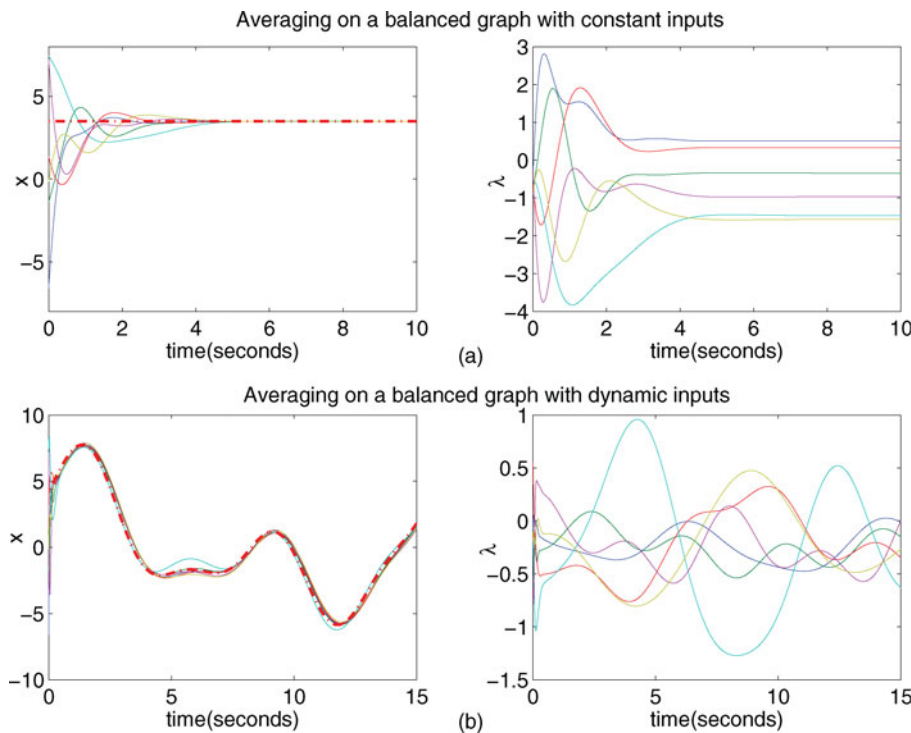 Averaging on a balanced graph with constant inputs
x
5
0
−5
0 2 4 6 8 10
time(seconds)
λ
3
2
1
0
−1
−2
−3
−4
0 2 4 6 8 10
time(seconds)
(a)
Averaging on a balanced graph with dynamic inputs
x
10
5
0
−5
−10
0 5 10 15
time(seconds)
λ
1
0.5
0
−0.5
−1
−1.5
0 5 10 15
time(seconds)
(b)